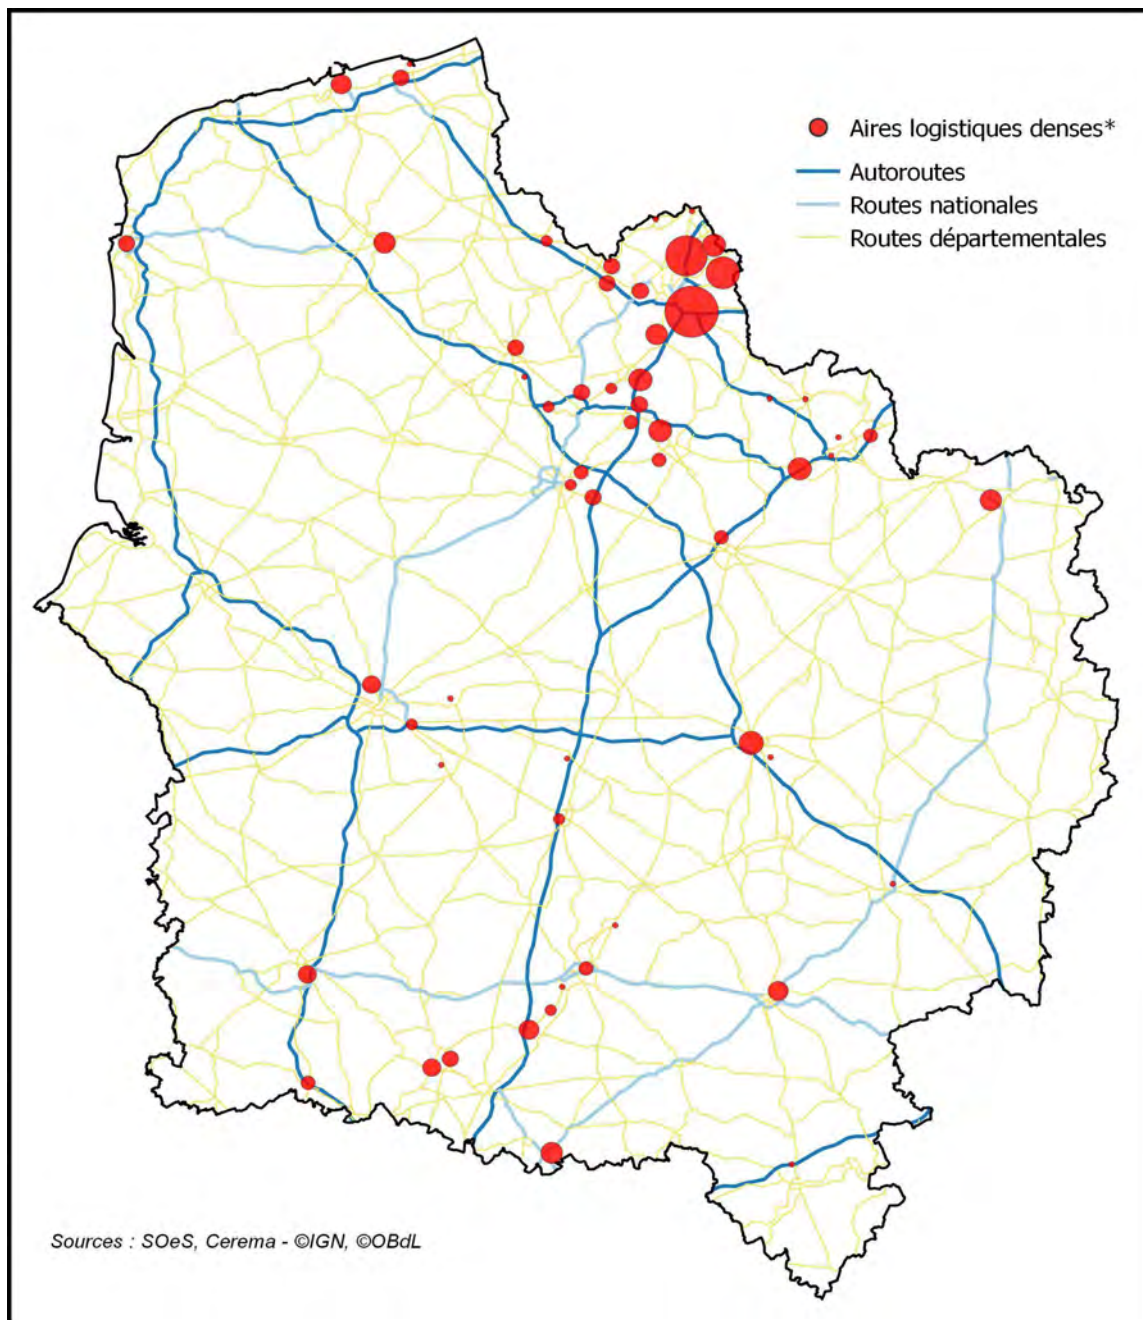 Aires logistiques denses*
Autoroutes
Routes nationales
Routes départementales
Sources : SOeS, Cerema - ©IGN, ©OBdL